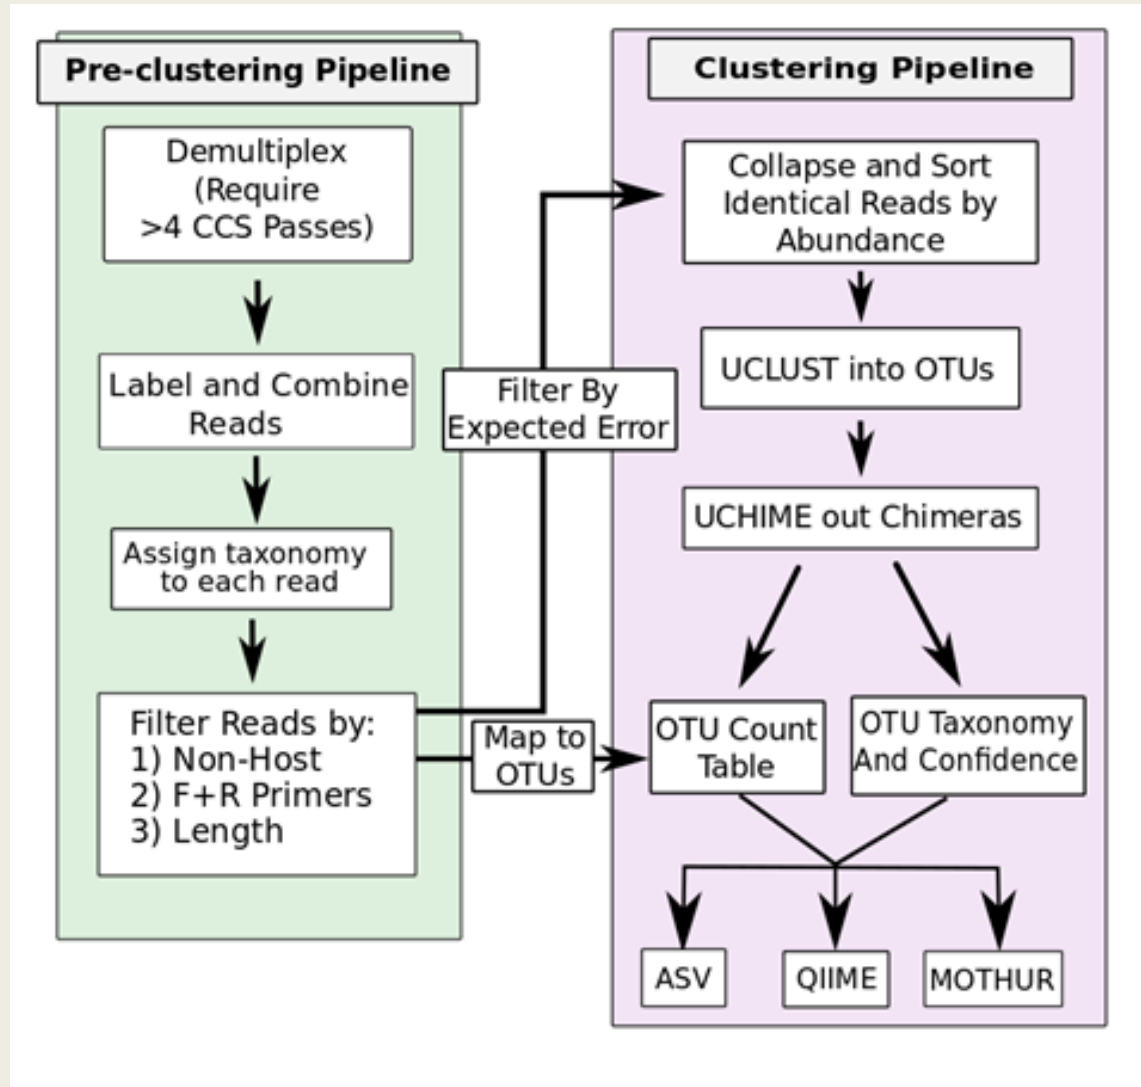 Pre-clustering Pipeline
Demultiplex
(Require
>4 CCS Passes)
Label and Combine
Reads
Assign taxonomy
to each read
Filter Reads by:
1) Non-Host
2) F+R Primers
3) Length
Filter By
Expected Error
Map to
OTUs
Clustering Pipeline
Collapse and Sort
Identical Reads by
Abundance
UCLUST into OTUs
UCHIME out Chimeras
OTU Count
Table
OTU Taxonomy
And Confidence
ASV
QIIME
MOTHUR